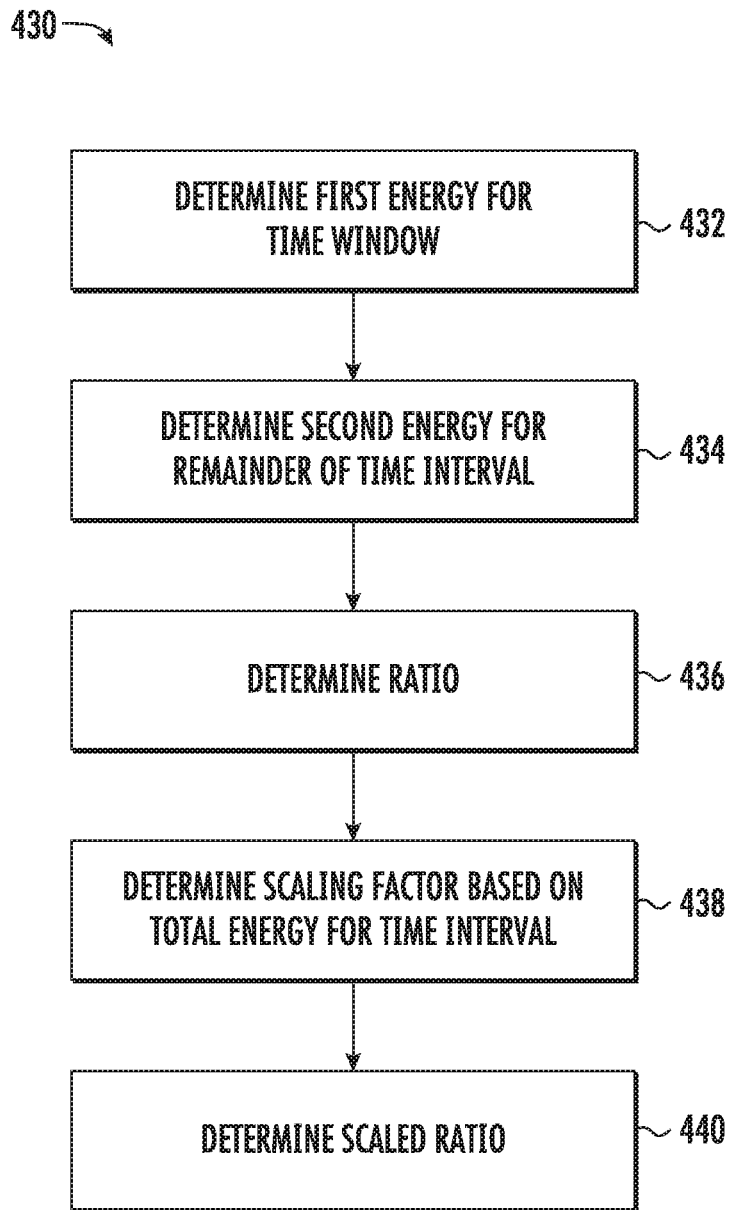 430
DETERMINE FIRST ENERGY FOR
TIME WINDOW
432
DETERMINE SECOND ENERGY FOR
REMAINDER OF TIME INTERVAL
434
DETERMINE RATIO
436
DETERMINE SCALING FACTOR BASED ON
TOTAL ENERGY FOR TIME INTERVAL
438
DETERMINE SCALED RATIO
440